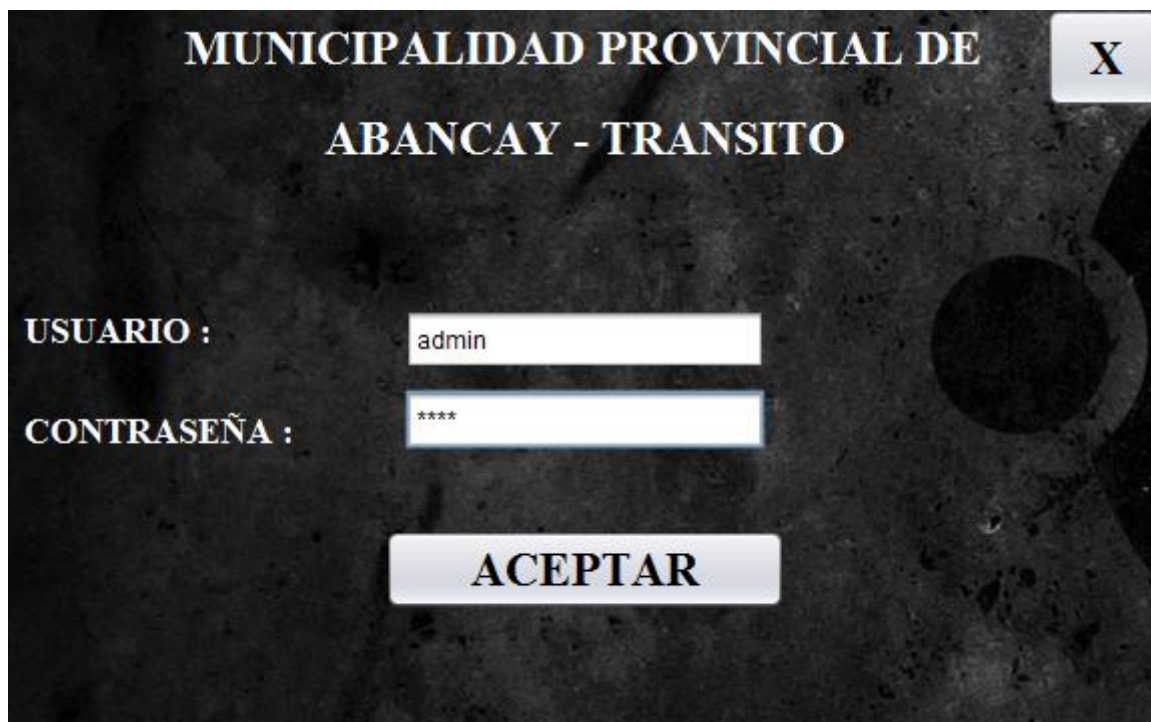 MUNICIPALIDAD PROVINCIAL DE
X
ABANCAY - TRANSITO
USUARIO :
admin
CONTRASEÑA :
****
ACEPTAR